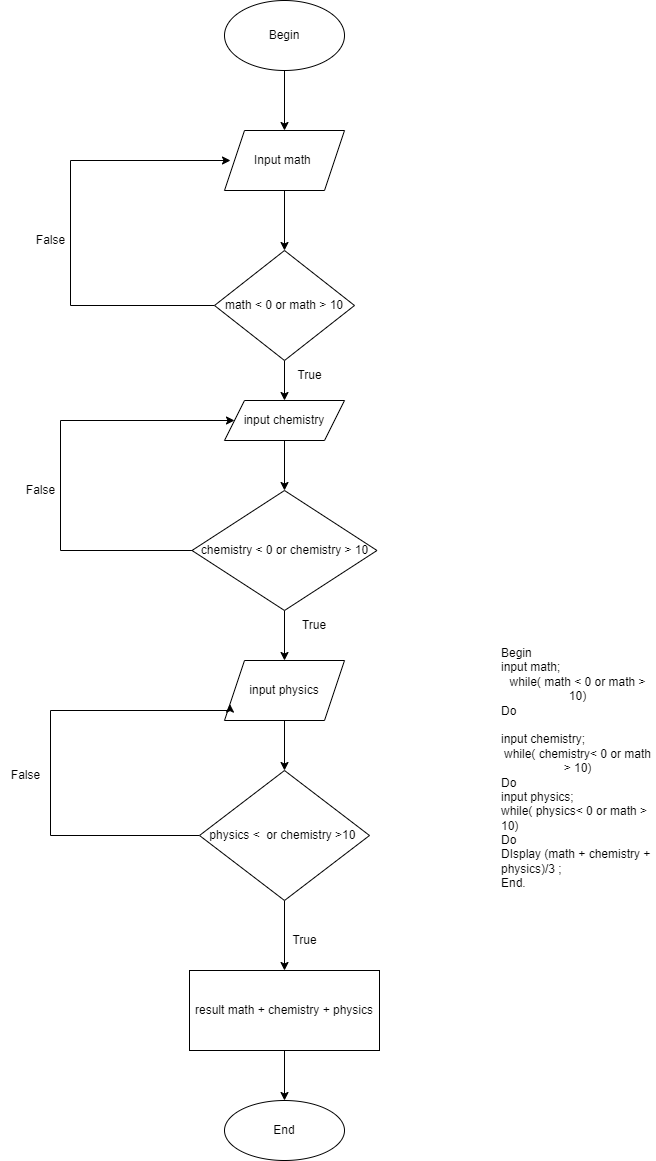 Begin
Input math
False
math < 0 or math > 10
True
input chemistry
False
chemistry < 0 or chemistry > 10
True
input physics
False
physics <  or chemistry >10
True
result math + chemistry + physics
End
Begin
input math;
while( math < 0 or math >
10)
Do
input chemistry;
while( chemistry< 0 or math
> 10)
Do
input physics;
while( physics< 0 or math >
10)
Do
DIsplay (math + chemistry +
physics)/3 ;
End.